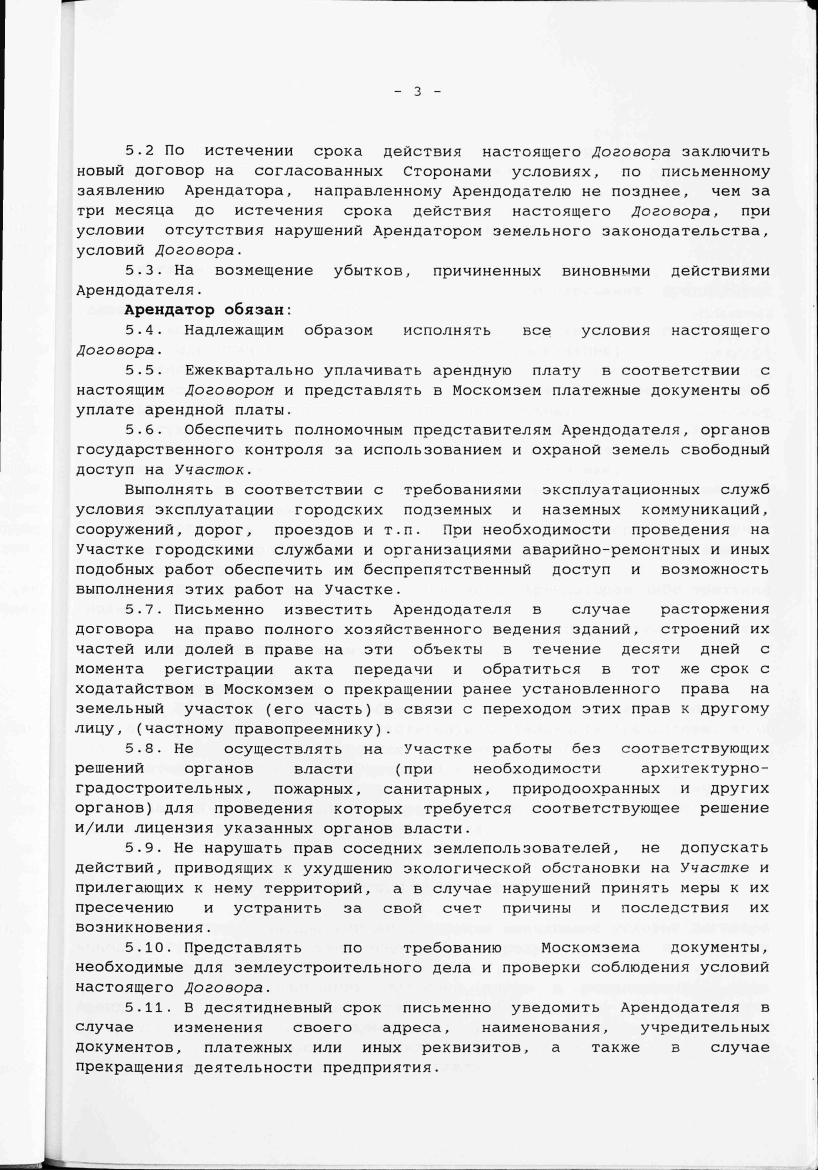 - 3 -
5.2 По истечении срока действия настоящего Договора заключить
новый договор на согласованных Сторонами условиях, по письменному
заявлению Арендатора, направленному Арендодателю не позднее, чем за
три месяца до истечения срока действия настоящего Договора, при
условии отсутствия нарушений Арендатором земельного законодательства,
условий Договора.
5.3. На возмещение убытков, причиненных виновными действиями
Арендодателя.
Арендатор обязан:
5.4. Надлежащим образом исполнять все условия настоящего
Договора.
5.5. Ежеквартально уплачивать арендную плату в соответствии с
настоящим Договором и представлять в Москомзем платежные документы об
уплате арендной платы.
5.6. Обеспечить полномочным представителям Арендодателя, органов
государственного контроля за использованием и охраной земель свободный
доступ на Участок.
Выполнять в соответствии с требованиями эксплуатационных служб
условия эксплуатации городских подземных и наземных коммуникаций,
сооружений, дорог, проездов и т.п. При необходимости проведения на
Участке городскими службами и организациями аварийно-ремонтных и иных
подобных работ обеспечить им беспрепятственный доступ и возможность
выполнения этих работ на Участке.
5.7. Письменно известить Арендодателя в случае расторжения
договора на право полного хозяйственного ведения зданий, строений их
частей или долей в праве на эти объекты в течение десяти дней с
момента регистрации акта передачи и обратиться в тот же срок с
ходатайством в Москомзем о прекращении ранее установленного права на
земельный участок (его часть) в связи с переходом этих прав к другому
лицу, (частному правопреемнику).
5.8. Не осуществлять на Участке работы без соответствующих
решений органов власти (при необходимости архитектурно-
градостроительных, пожарных, санитарных, природоохранных и других
органов) для проведения которых требуется соответствующее решение
и/или лицензия указанных органов власти.
5.9. Не нарушать прав соседних землепользователей, не допускать
действий, приводящих к ухудшению экологической обстановки на Участке и
прилегающих к нему территорий, а в случае нарушений принять меры к их
пресечению и устранить за свой счет причины и последствия их
возникновения.
5.10. Представлять по требованию Москомзема документы,
необходимые для землеустроительного дела и проверки соблюдения условий
настоящего Договора.
5.11. В десятидневный срок письменно уведомить Арендодателя в
случае изменения своего адреса, наименования, учредительных
документов, платежных или иных реквизитов, а также в случае
прекращения деятельности предприятия.